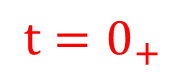 t = 0₊